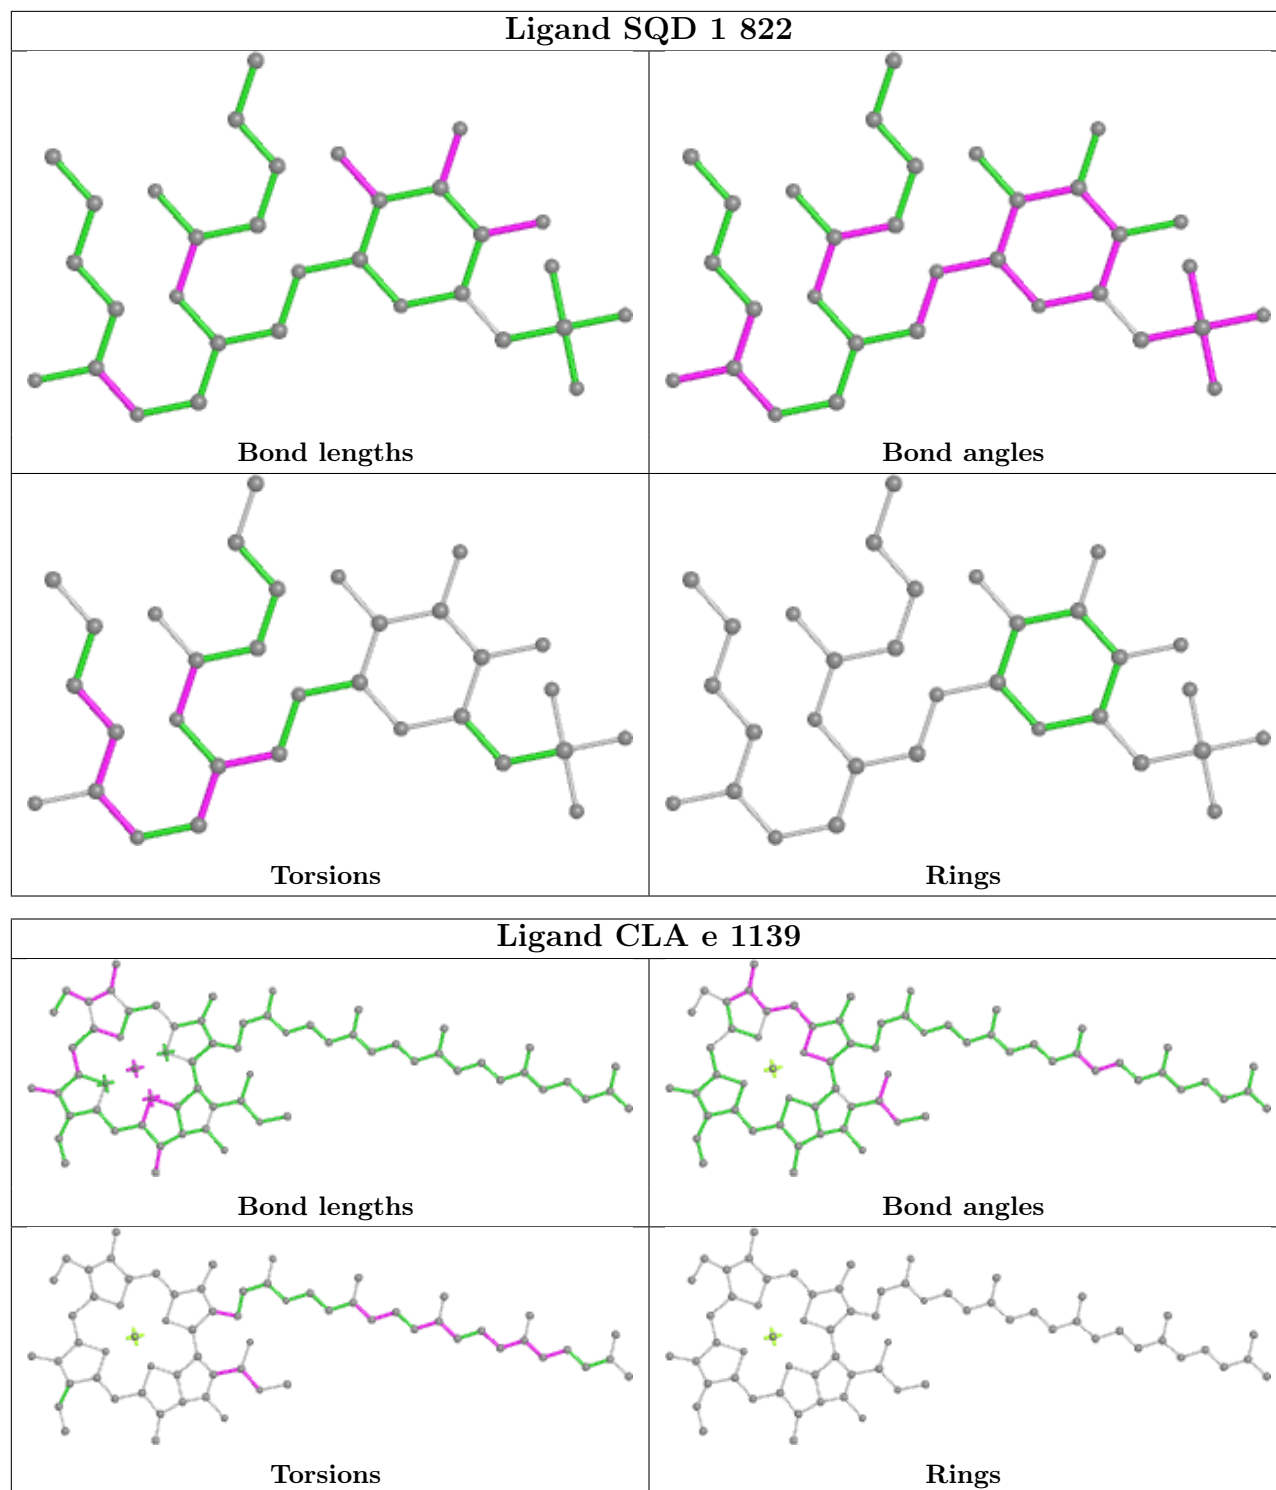 Ligand SQD 1 822
Bond lengths
Bond angles
Torsions
Rings
Ligand CLA e 1139
Bond lengths
Bond angles
Torsions
Rings